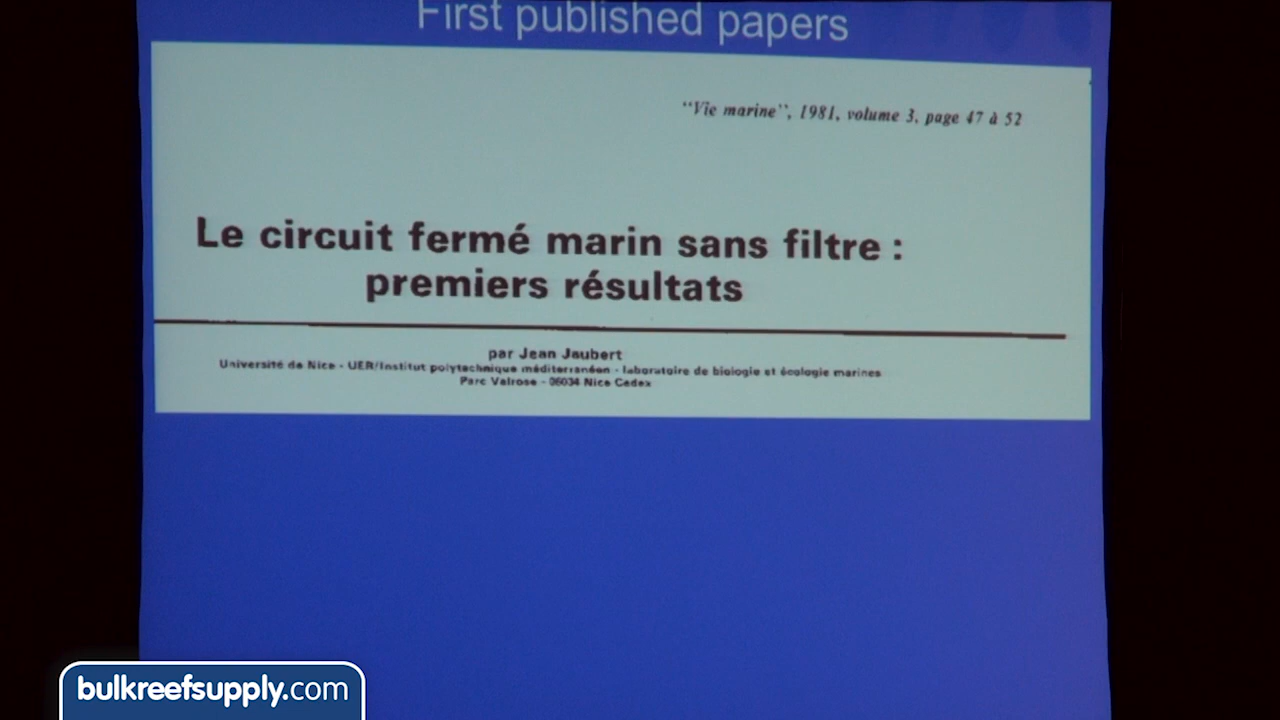 First published papers
“Vie marine”, 1981, volume 3, page 47 à 52
Le circuit fermé marin sans filtre :
premiers résultats
par Jean Jaubert
Université de Nice - UER/Institut polytechnique méditerranéen - laboratoire de biologie et écologie marines
Parc Valrose - 06034 Nice Cedex
bulkreefsupply.com